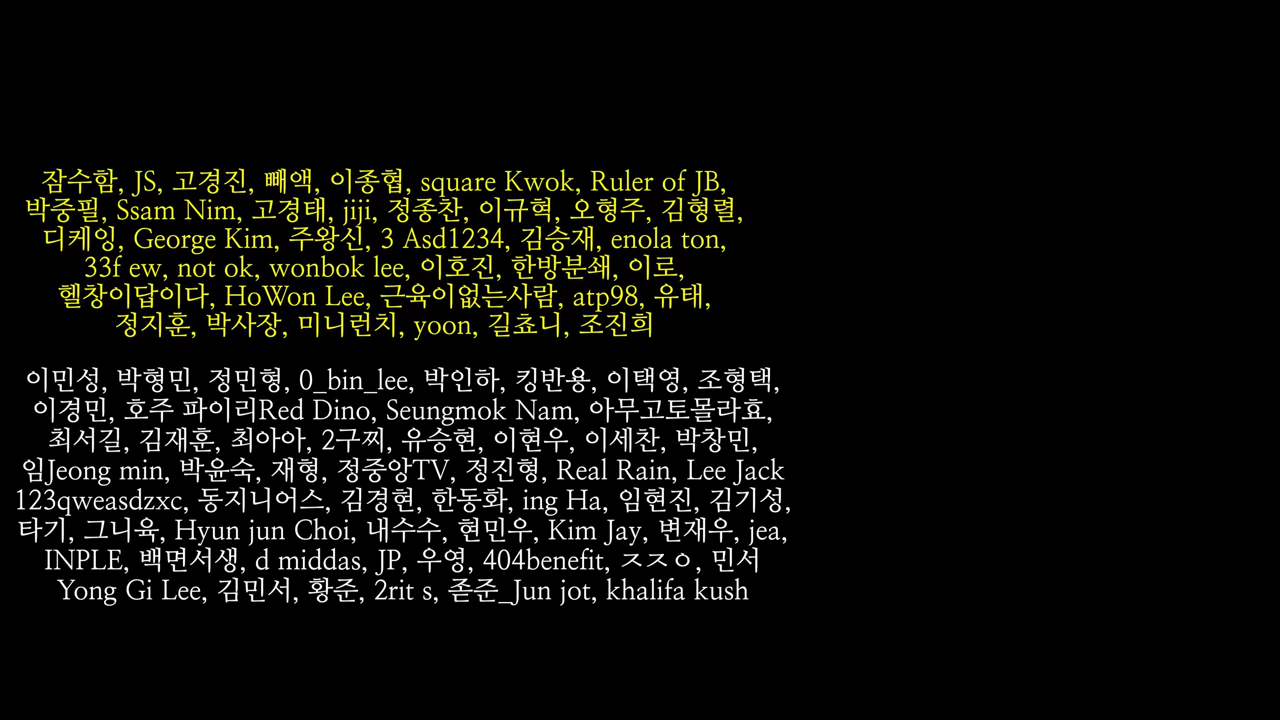 잠수함, JS, 고경진, 빼액, 이종협, square Kwok, Ruler of JB,
박중필, Ssam Nim, 고경태, jiji, 정종찬, 이규혁, 오형주, 김형렬,
디케잉, George Kim, 주왕신, 3 Asd1234, 김승재, enola ton,
33f ew, not ok, wonbok lee, 이호진, 한방분쇄, 이로,
헬창이답이다, HoWon Lee, 근육이없는사람, atp98, 유태,
정지훈, 박사장, 미니런치, yoon, 길쵸니, 조진희
이민성, 박형민, 정민형, 0_bin_lee, 박인하, 킹반용, 이택영, 조형택,
이경민, 호주 파이리Red Dino, Seungmok Nam, 아무고토몰라효,
최서길, 김재훈, 최아아, 2구찌, 유승현, 이현우, 이세찬, 박창민,
임Jeong min, 박윤숙, 재형, 정중앙TV, 정진형, Real Rain, Lee Jack
123qweasdzxc, 동지니어스, 김경현, 한동화, ing Ha, 임현진, 김기성,
타기, 그니육, Hyun jun Choi, 내수수, 현민우, Kim Jay, 변재우, jea,
INPLE, 백면서생, d middas, JP, 우영, 404benefit, ㅈㅈㅇ, 민서
Yong Gi Lee, 김민서, 황준, 2rit s, 죧준_Jun jot, khalifa kush